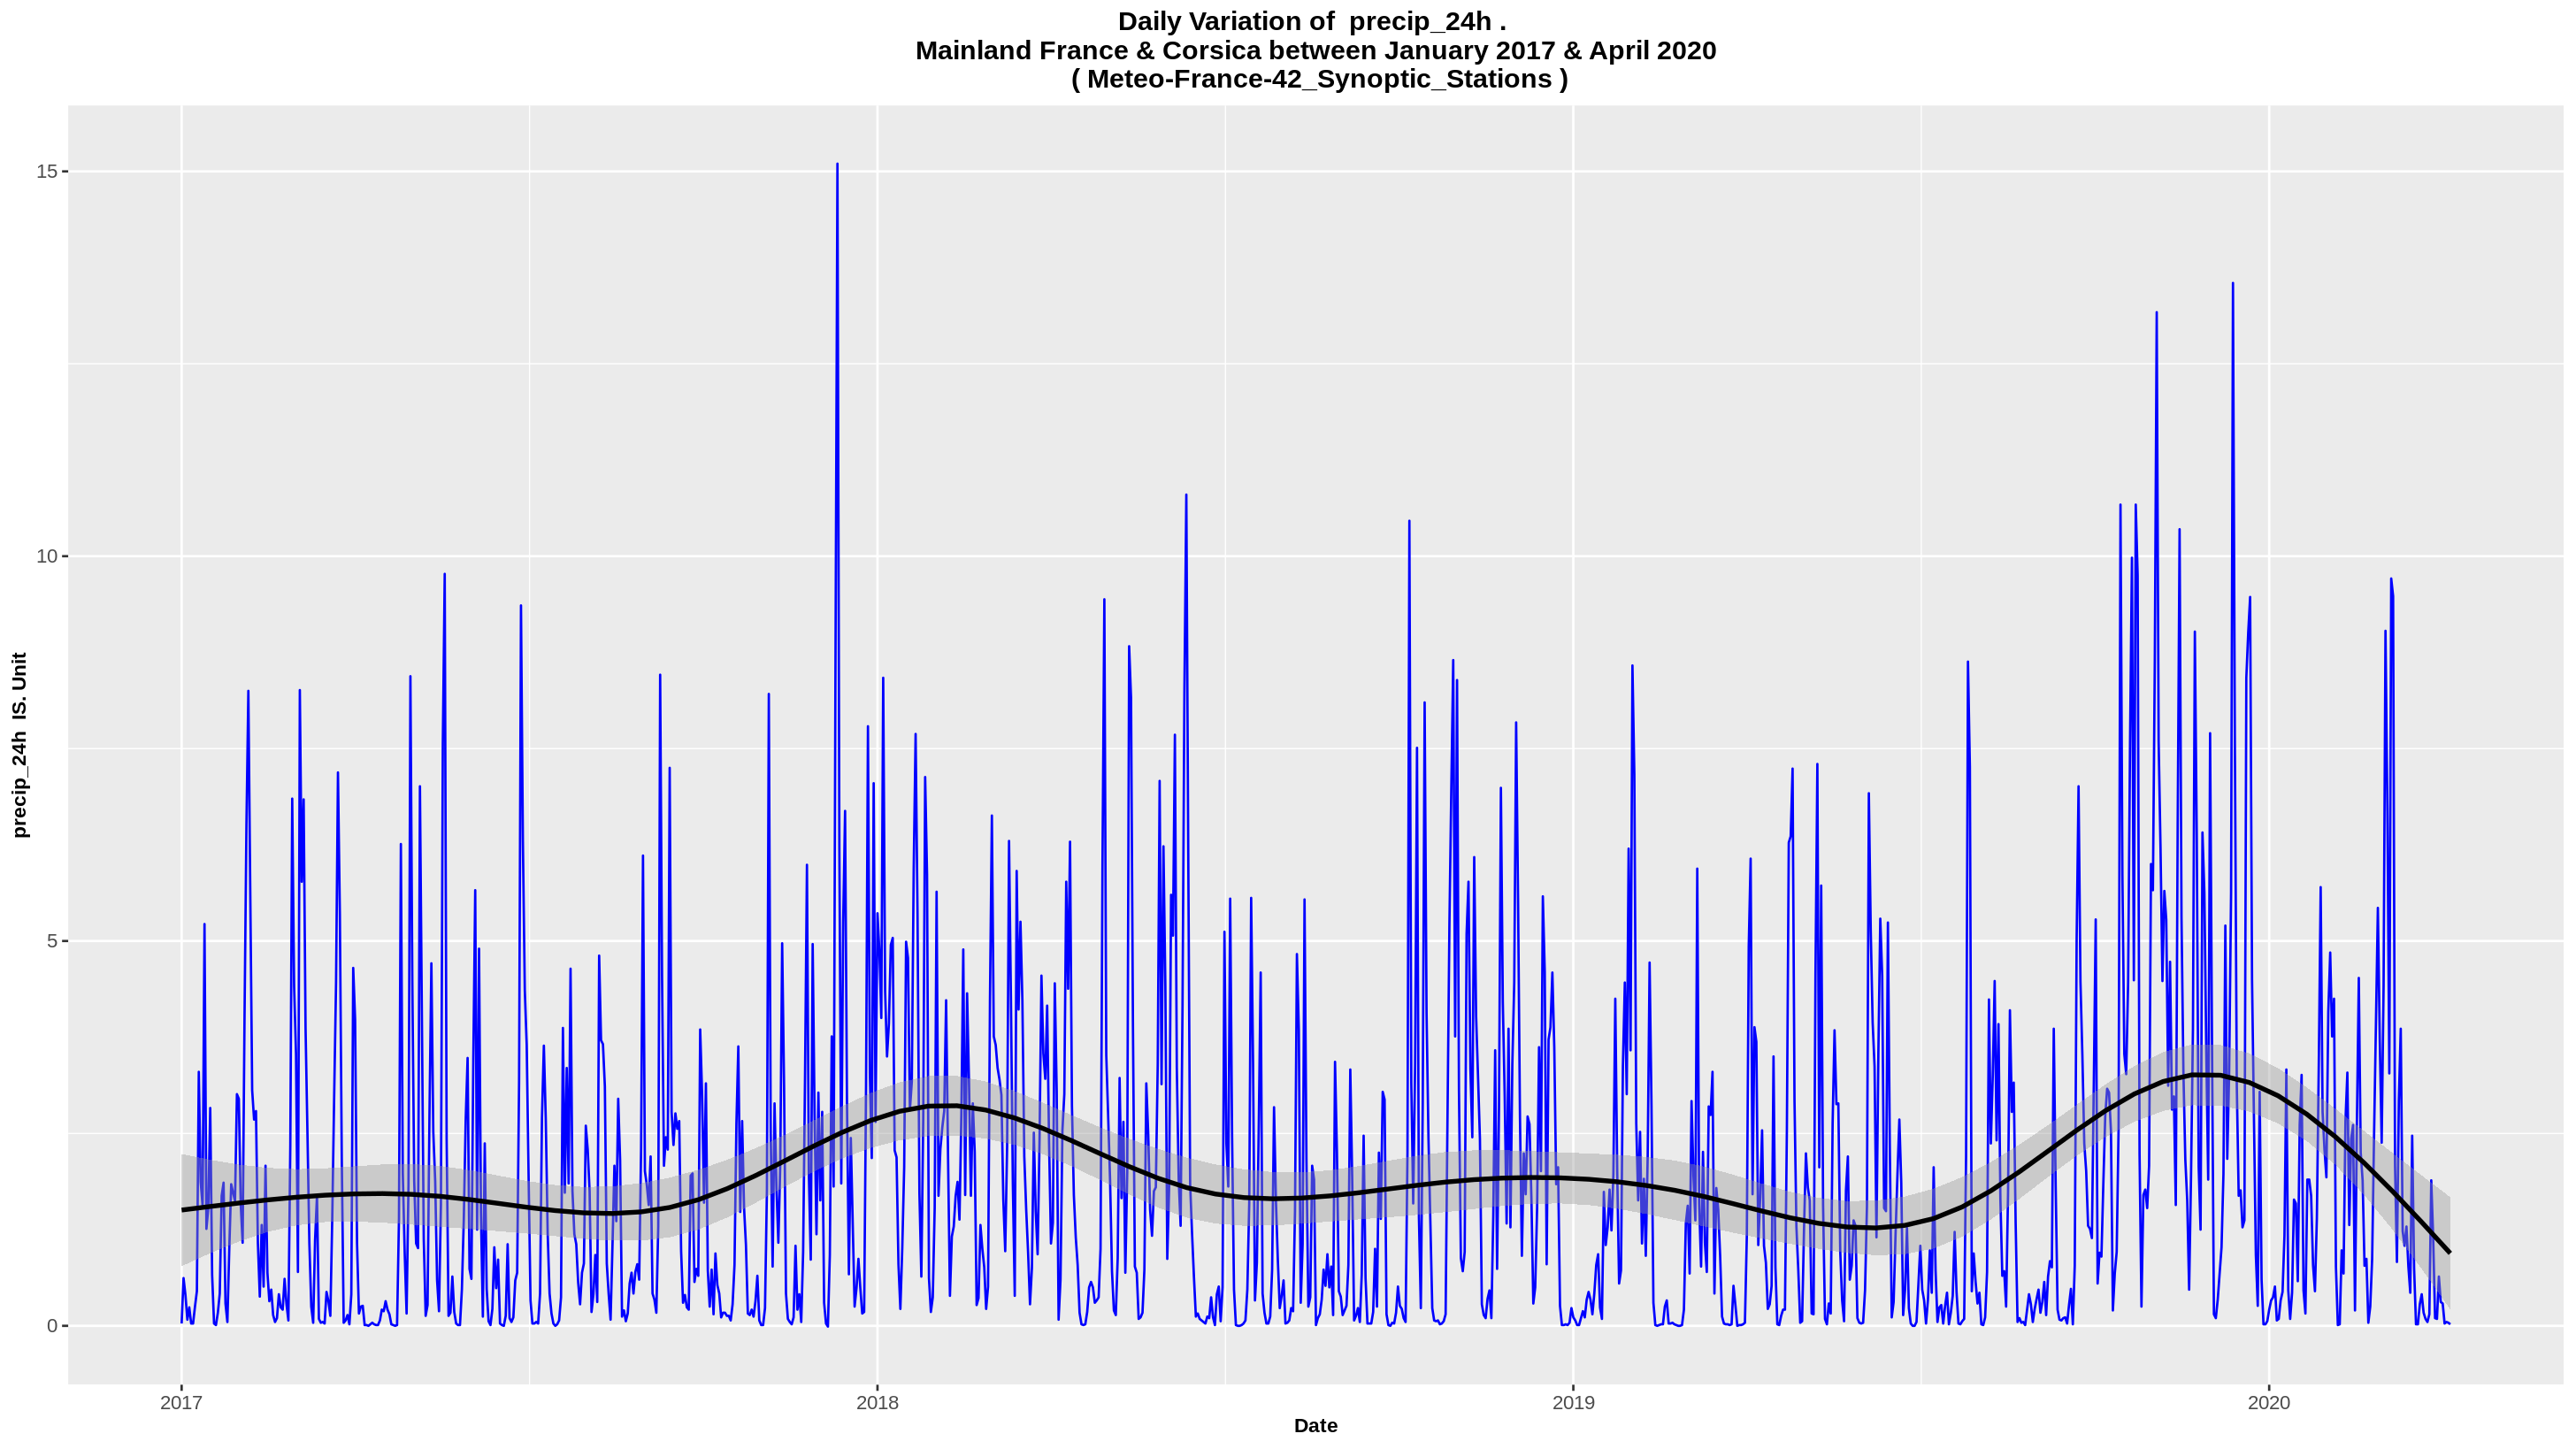 Daily Variation of  precip_24h .
Mainland France & Corsica between January 2017 & April 2020
( Meteo-France-42_Synoptic_Stations )
precip_24h  IS. Unit
15
10
5
0
2017
2018
2019
2020
Date